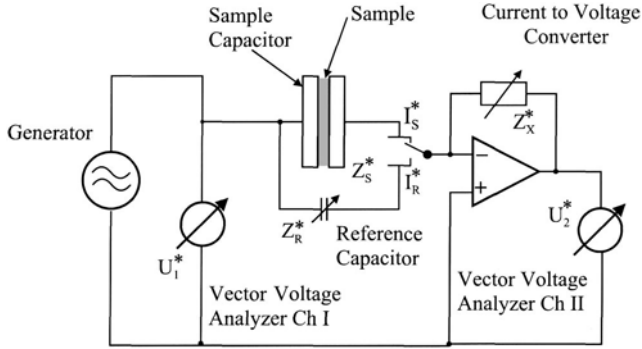 Sample
Capacitor
Sample
Current to Voltage
Converter
Generator
I*S
Z*X
−
+
Z*S
I*R
U*1
Z*R
Reference
Capacitor
U*2
Vector Voltage
Analyzer Ch I
Vector Voltage
Analyzer Ch II